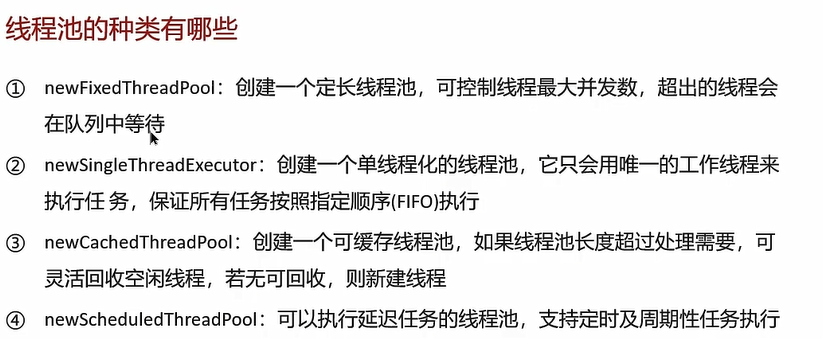 线程池的种类有哪些
① newFixedThreadPool：创建一个定长线程池，可控制线程最大并发数，超出的线程会
在队列中等待
② newSingleThreadExecutor：创建一个单线程化的线程池，它只会用唯一的工作线程来
执行任 务，保证所有任务按照指定顺序(FIFO)执行
③ newCachedThreadPool：创建一个可缓存线程池，如果线程池长度超过处理需要，可
灵活回收空闲线程，若无可回收，则新建线程
④ newScheduledThreadPool：可以执行延迟任务的线程池，支持定时及周期性任务执行